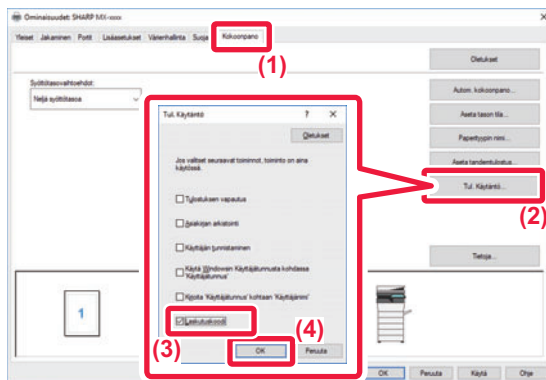 Ominaisuudet: SHARP MX-xxxx
Yleiset Jakaminen Portit Lisäasetukset Värienhallinta Suojaus Kokoonpano
(1)
Oletukset
Syöttötasovaihtoehdot:
Neljä syöttötasoa
Autom. kokoonpano...
Aseta tason tila...
Paperityypin nimi...
Aseta tandemtulostus...
Tul. Käytäntö...
(2)
Tietoja...
Tul. Käytäntö ? X
Oletukset
Jos valitset seuraavat toiminnot, toiminto on aina
käytössä.
Tulostuksen vapautus
Asiakirjan arkistointi
Käyttäjän tunnistaminen
Käytä Windowsin Käyttäjätunnusta kohdassa
'Käyttäjätunnus'
Kirjoita 'Käyttäjätunnus' kohtaan 'Käyttäjänimi'
Laskutuskoodi
(3)
(4)
OK Peruuta
1
OK Peruuta Käytä Ohje